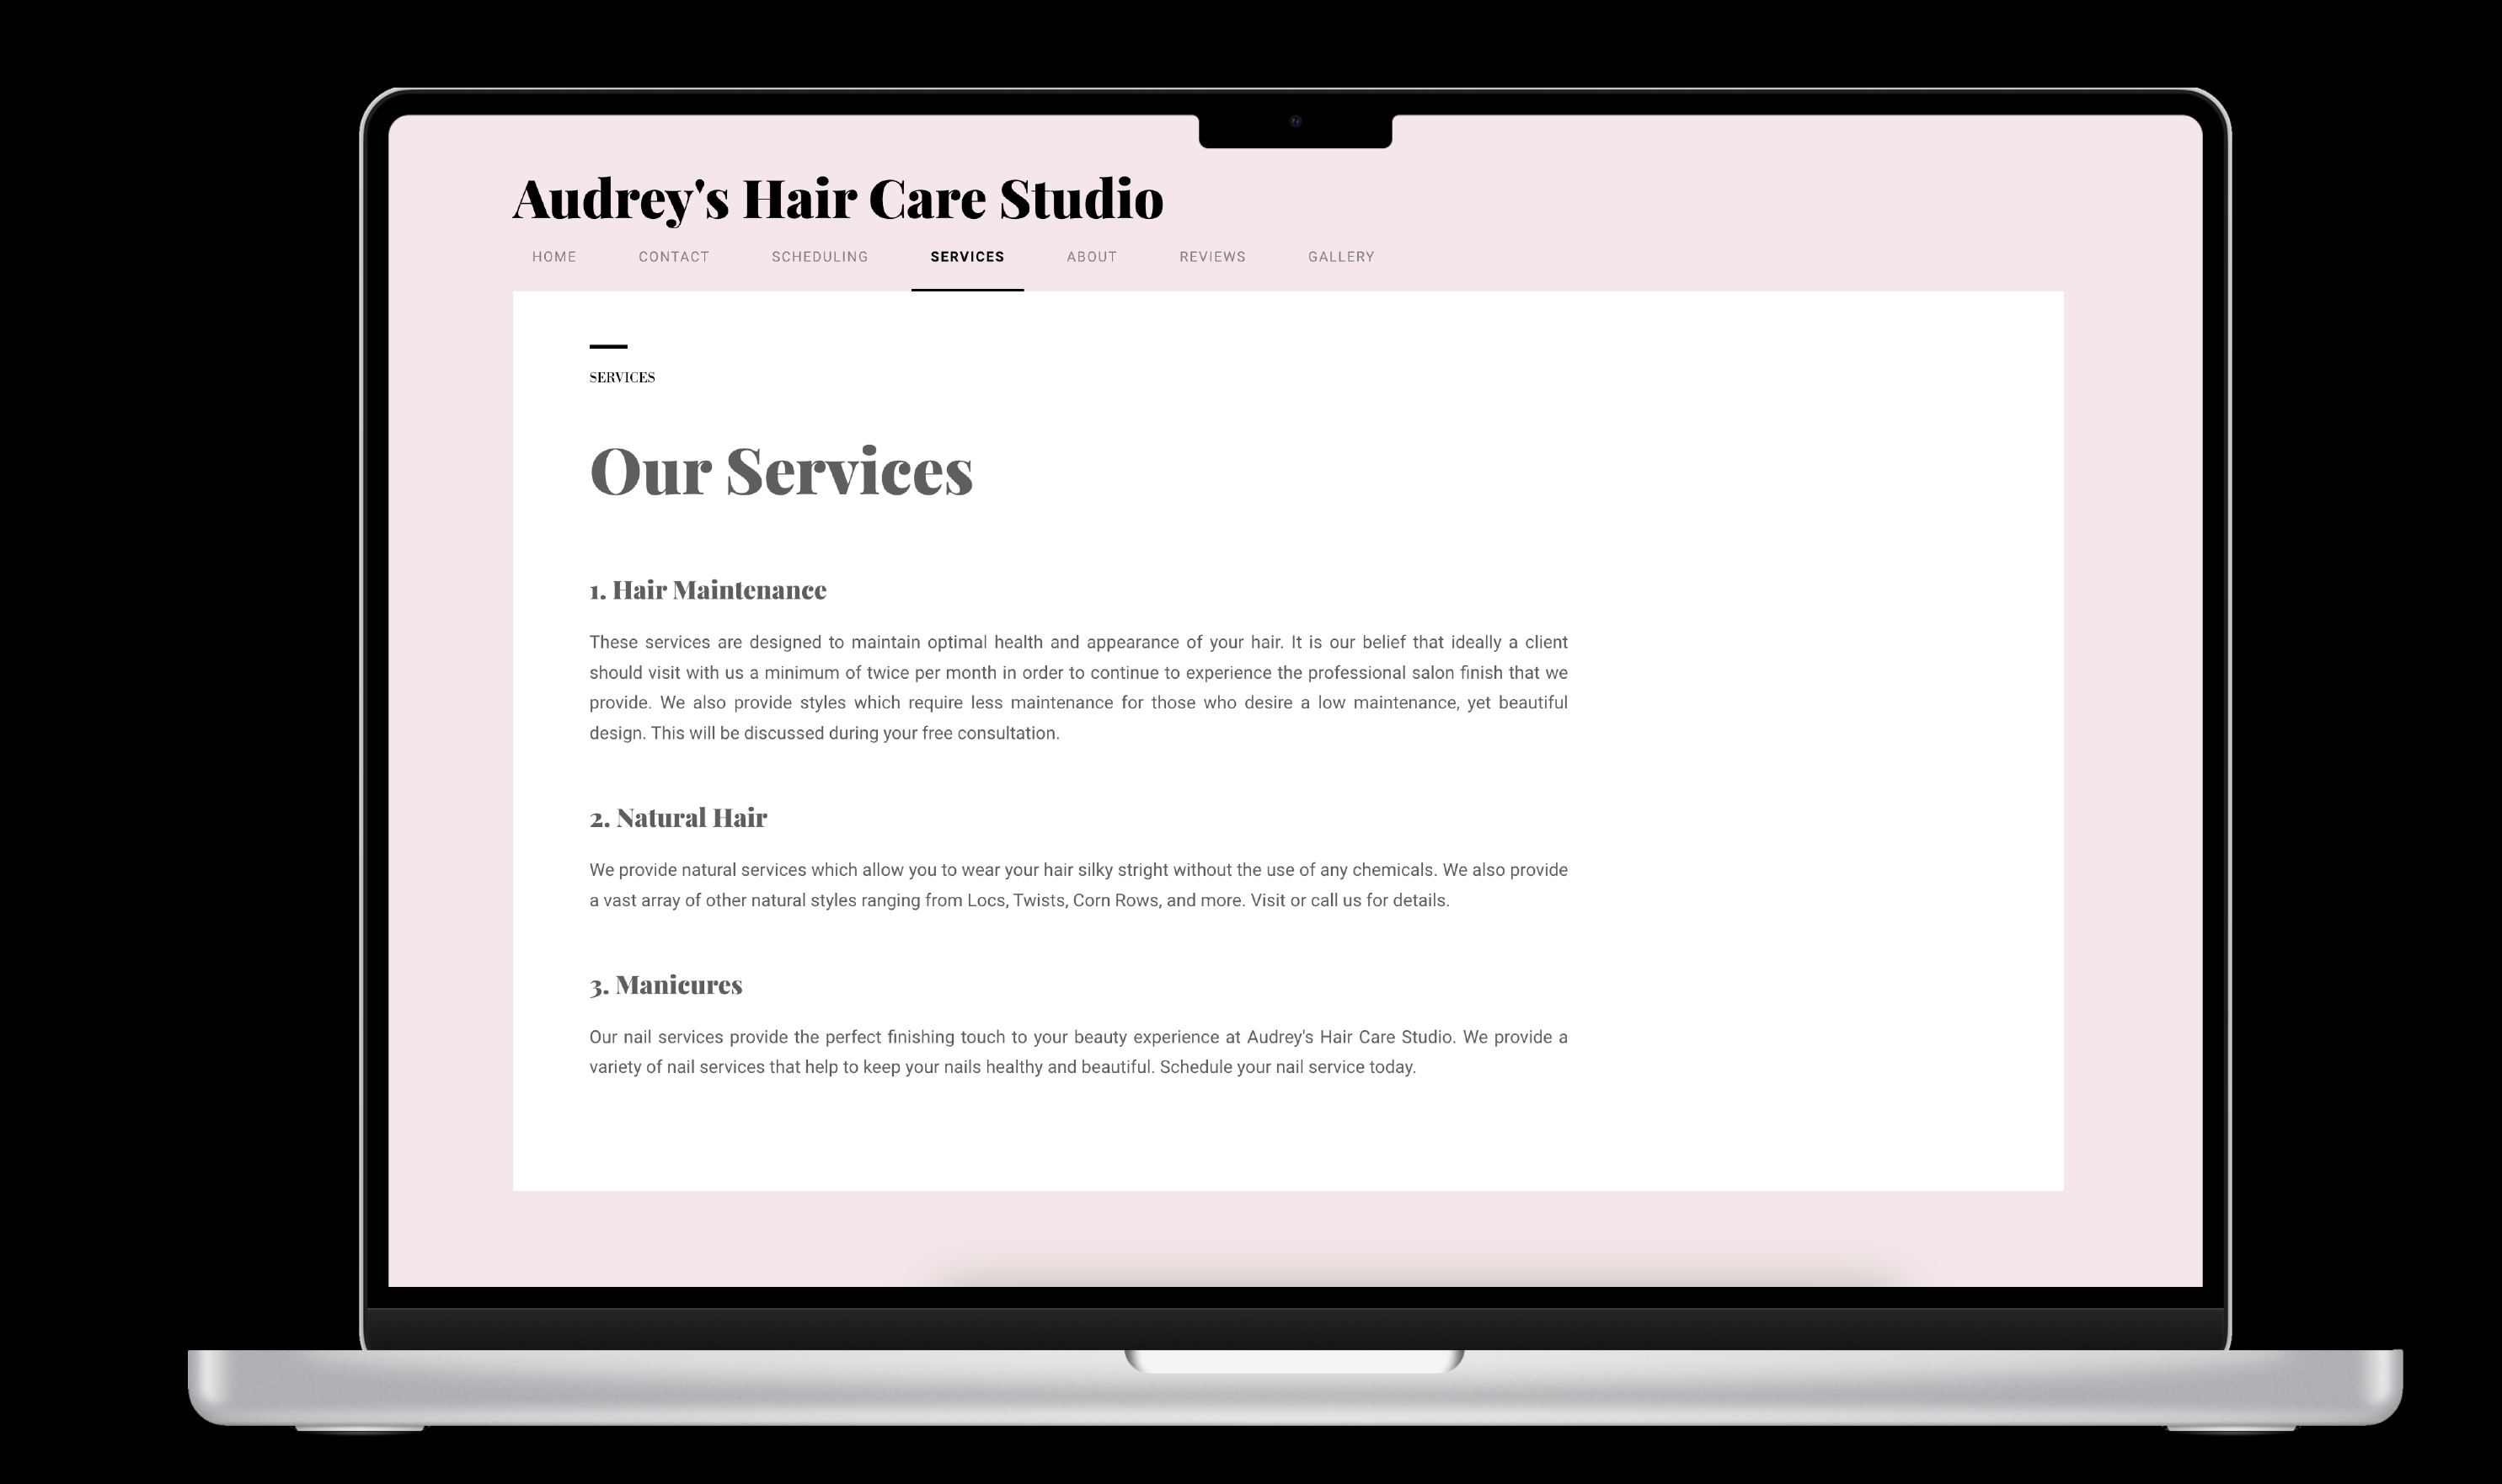 Audrey's Hair Care Studio
HOME CONTACT SCHEDULING SERVICES ABOUT REVIEWS GALLERY
SERVICES
Our Services
1. Hair Maintenance
These services are designed to maintain optimal health and appearance of your hair. It is our belief that ideally a client
should visit with us a minimum of twice per month in order to continue to experience the professional salon finish that we
provide. We also provide styles which require less maintenance for those who desire a low maintenance, yet beautiful
design. This will be discussed during your free consultation.
2. Natural Hair
We provide natural services which allow you to wear your hair silky stright without the use of any chemicals. We also provide
a vast array of other natural styles ranging from Locs, Twists, Corn Rows, and more. Visit or call us for details.
3. Manicures
Our nail services provide the perfect finishing touch to your beauty experience at Audrey's Hair Care Studio. We provide a
variety of nail services that help to keep your nails healthy and beautiful. Schedule your nail service today.